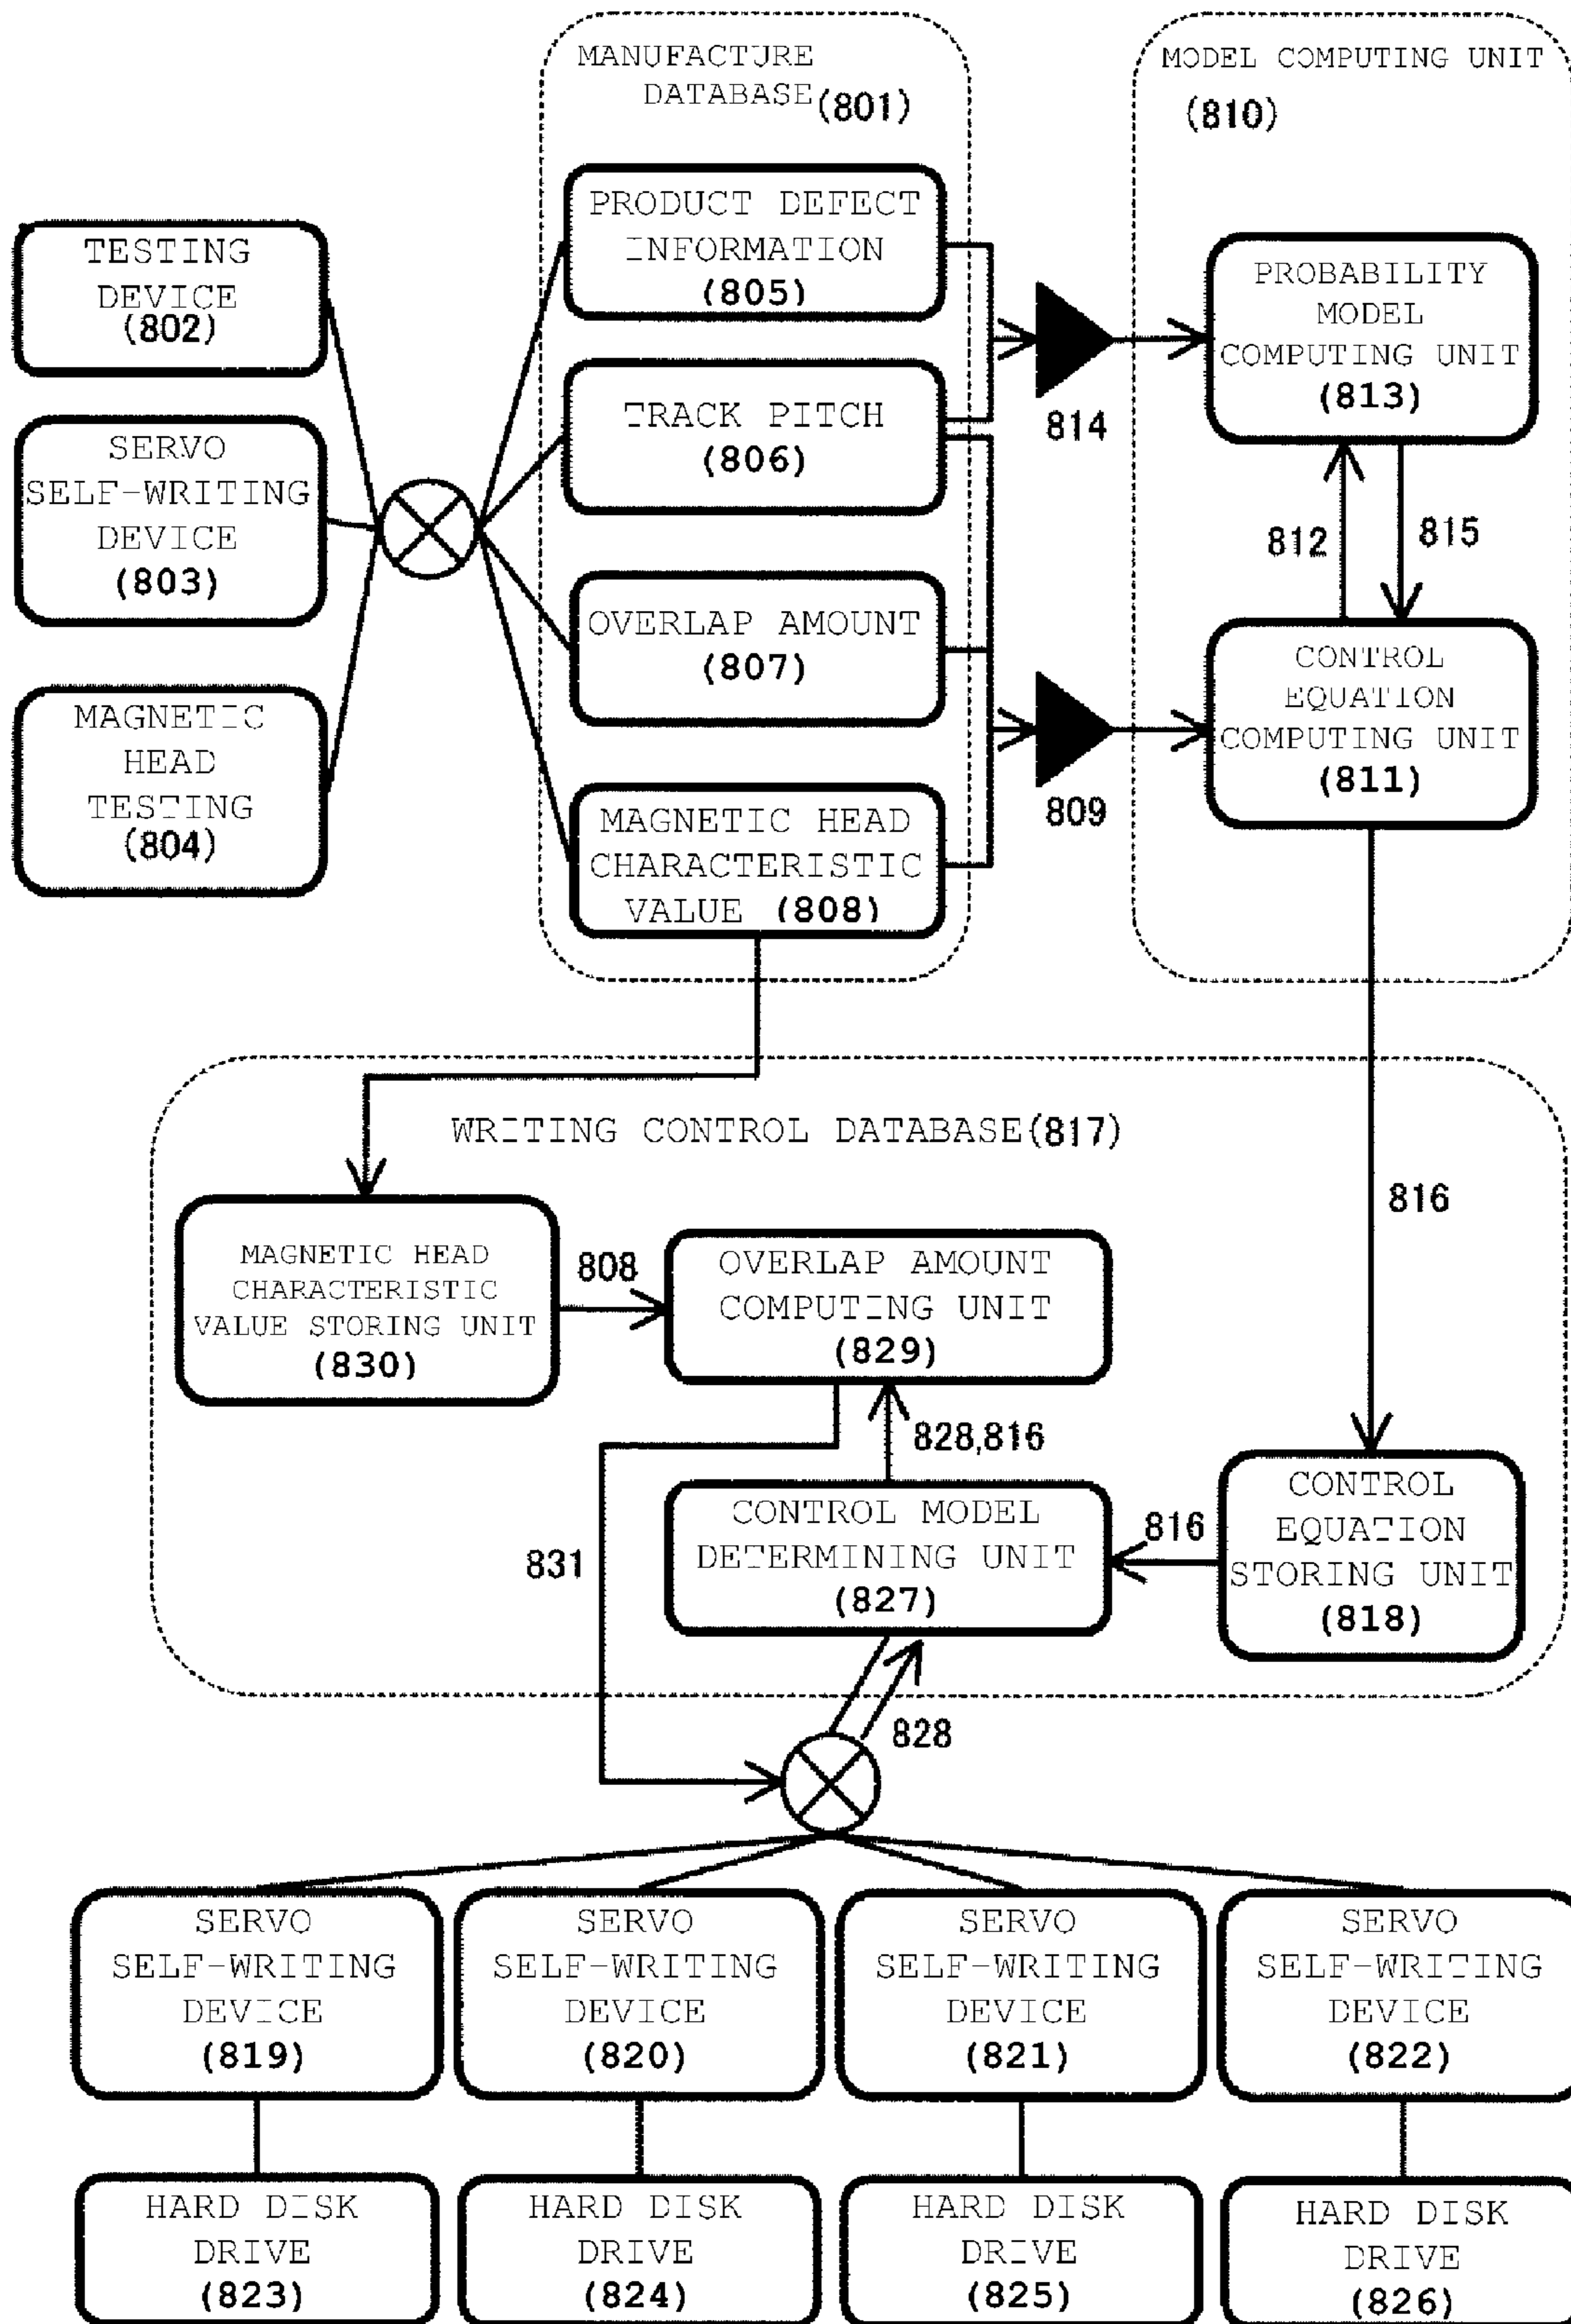 MANUFACTURE
DATABASE(801)
MODEL COMPUTING UNIT
(810)
TESTING
DEVICE
(802)
SERVO
SELF-WRITING
DEVICE
(803)
MAGNETIC
HEAD
TESTING
(804)
PRODUCT DEFECT
INFORMATION
(805)
TRACK PITCH
(806)
OVERLAP AMOUNT
(807)
MAGNETIC HEAD
CHARACTERISTIC
VALUE (808)
814
809
PROBABILITY
MODEL
COMPUTING UNIT
(813)
812
815
CONTROL
EQUATION
COMPUTING UNIT
(811)
816
WRITING CONTROL DATABASE(817)
MAGNETIC HEAD
CHARACTERISTIC
VALUE STORING UNIT
(830)
808
OVERLAP AMOUNT
COMPUTING UNIT
(829)
828,816
831
CONTROL MODEL
DETERMINING UNIT
(827)
816
CONTROL
EQUATION
STORING UNIT
(818)
828
SERVO
SELF-WRITING
DEVICE
(819)
SERVO
SELF-WRITING
DEVICE
(820)
SERVO
SELF-WRITING
DEVICE
(821)
SERVO
SELF-WRITING
DEVICE
(822)
HARD DISK
DRIVE
(823)
HARD DISK
DRIVE
(824)
HARD DISK
DRIVE
(825)
HARD DISK
DRIVE
(826)